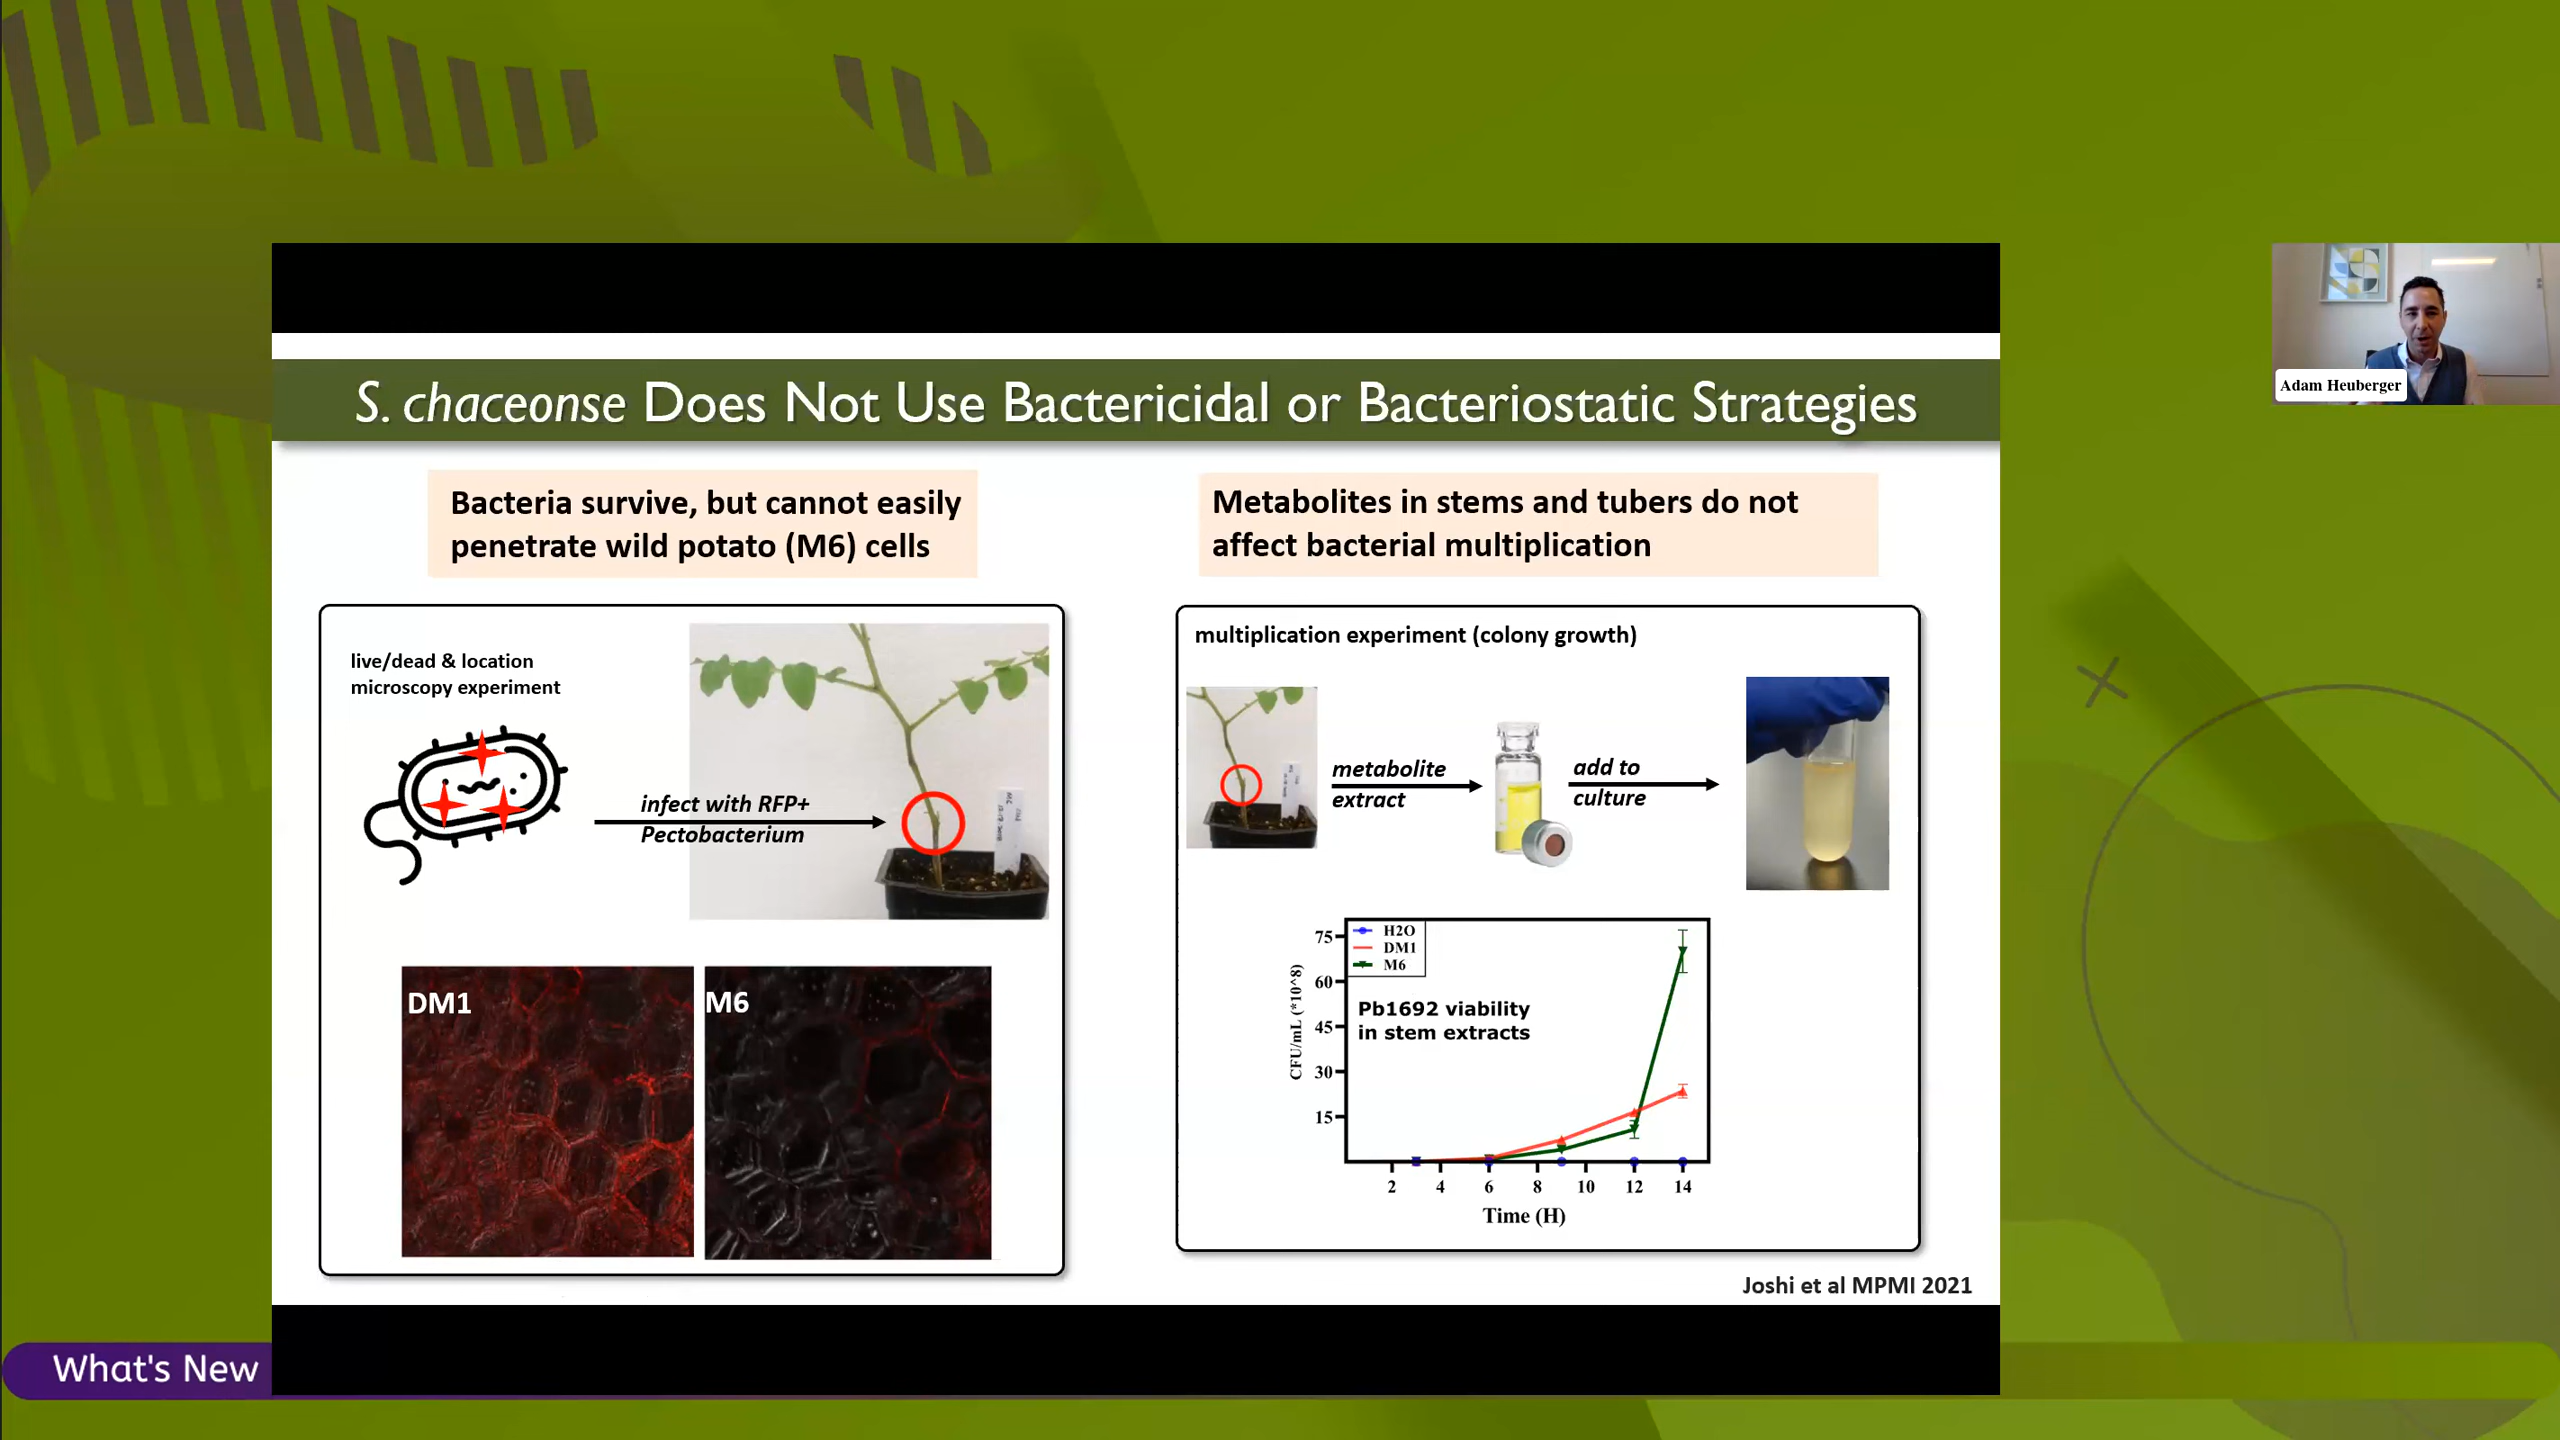 S. chaceonse Does Not Use Bactericidal or Bacteriostatic Strategies
Adam Heuberger
Bacteria survive, but cannot easily
penetrate wild potato (M6) cells
Metabolites in stems and tubers do not
affect bacterial multiplication
live/dead & location
microscopy experiment
infect with RFP+
Pectobacterium
DM1
M6
multiplication experiment (colony growth)
metabolite
extract
add to
culture
H2O
DM1
M6
Pb1692 viability
in stem extracts
CFU/mL (*10^8)
75
60
45
30
15
2 4 6 8 10 12 14
Time (H)
Joshi et al MPMI 2021
What's New